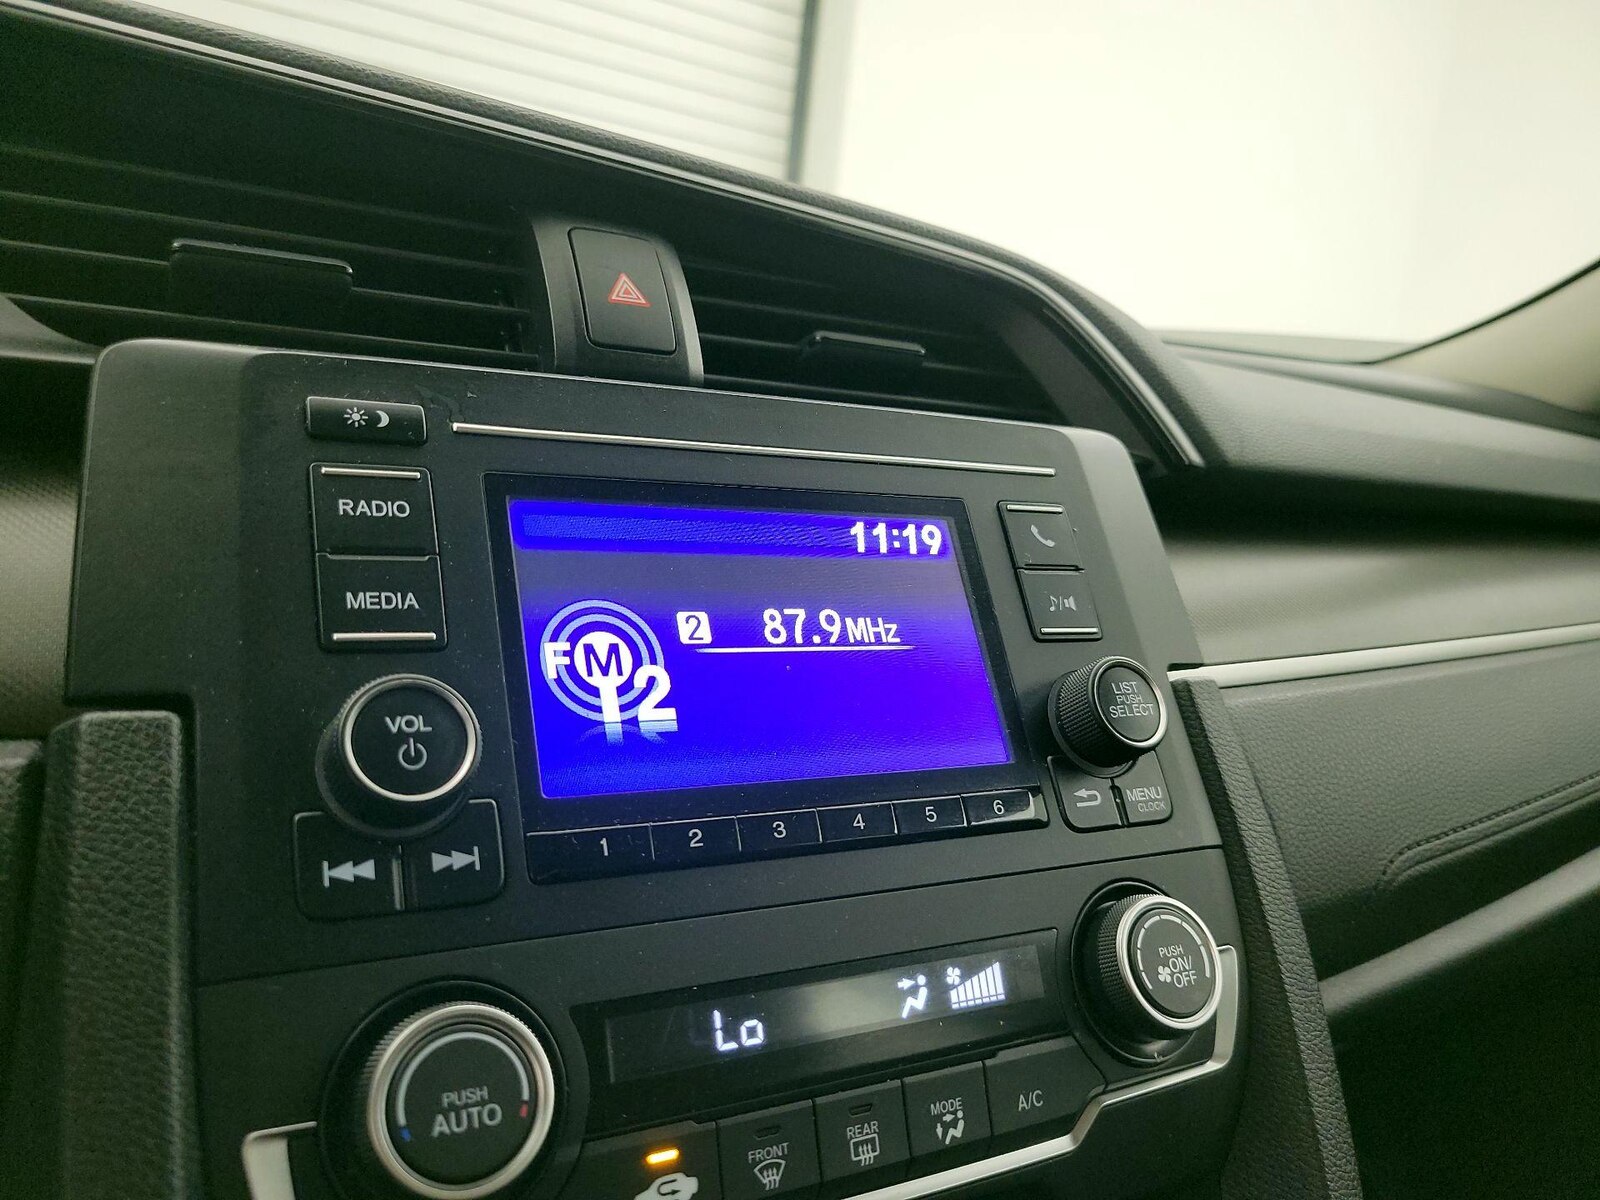 RADIO
MEDIA
VOL
11:19
2 87.9MHz
FM
2
1 2 3 4 5 6
LIST
PUSH
SELECT
MENU
CLOCK
Lo
PUSH
ON/
OFF
PUSH
AUTO
FRONT
REAR
MODE
A/C